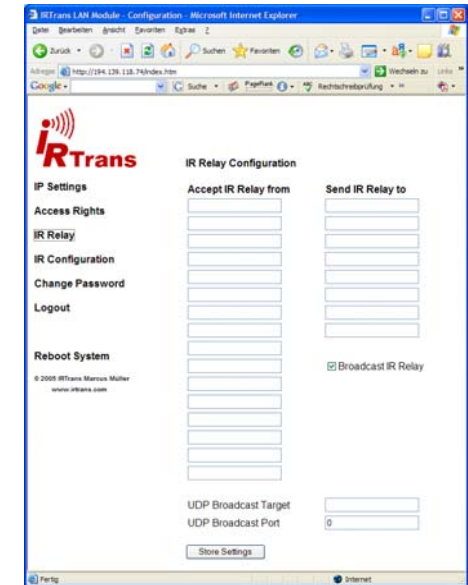 IRTrans LAN Module - Configuration - Microsoft Internet Explorer
Datei Bearbeiten Ansicht Favoriten Extras ?
Zurück Suchen Favoriten
Adresse http://194.139.118.74/index.htm Wechseln zu Links »
Google - Suche PageRank Rechtschreibprüfung »
IRTrans
IR Relay Configuration
IP Settings
Access Rights
IR Relay
IR Configuration
Change Password
Logout
Reboot System
© 2005 IRTrans Marcus Müller
www.irtrans.com
Accept IR Relay from
Send IR Relay to
Broadcast IR Relay
UDP Broadcast Target
UDP Broadcast Port 0
Store Settings
Fertig Internet